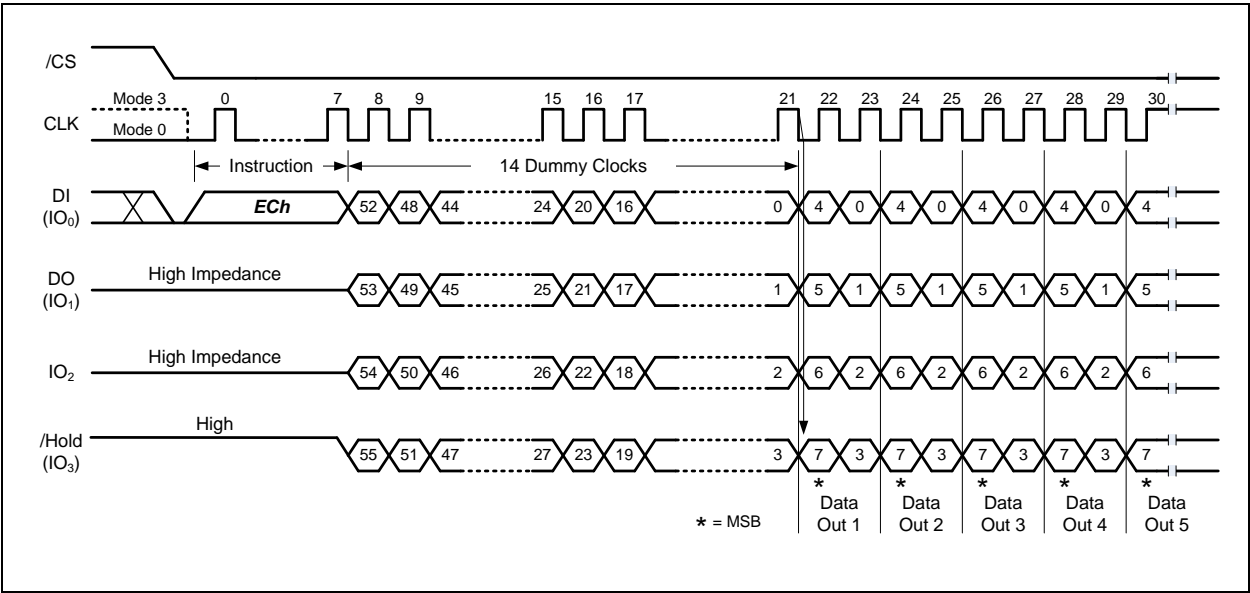 /CS
Mode 3 0 7 8 9 15 16 17 21 22 23 24 25 26 27 28 29 30
CLK
Mode 0
Instruction 14 Dummy Clocks
DI
(IO0)
ECh 52 48 44 24 20 16 0 4 0 4 0 4 0 4 0 4
DO
(IO1)
High Impedance
53 49 45 25 21 17 1 5 1 5 1 5 1 5 1 5
High Impedance
IO2 54 50 46 26 22 18 2 6 2 6 2 6 2 6 2 6
High
/Hold
(IO3)
55 51 47 27 23 19 3 7 3 7 3 7 3 7 3 7
* * * * *
Data Data Data Data Data
* = MSB Out 1 Out 2 Out 3 Out 4 Out 5